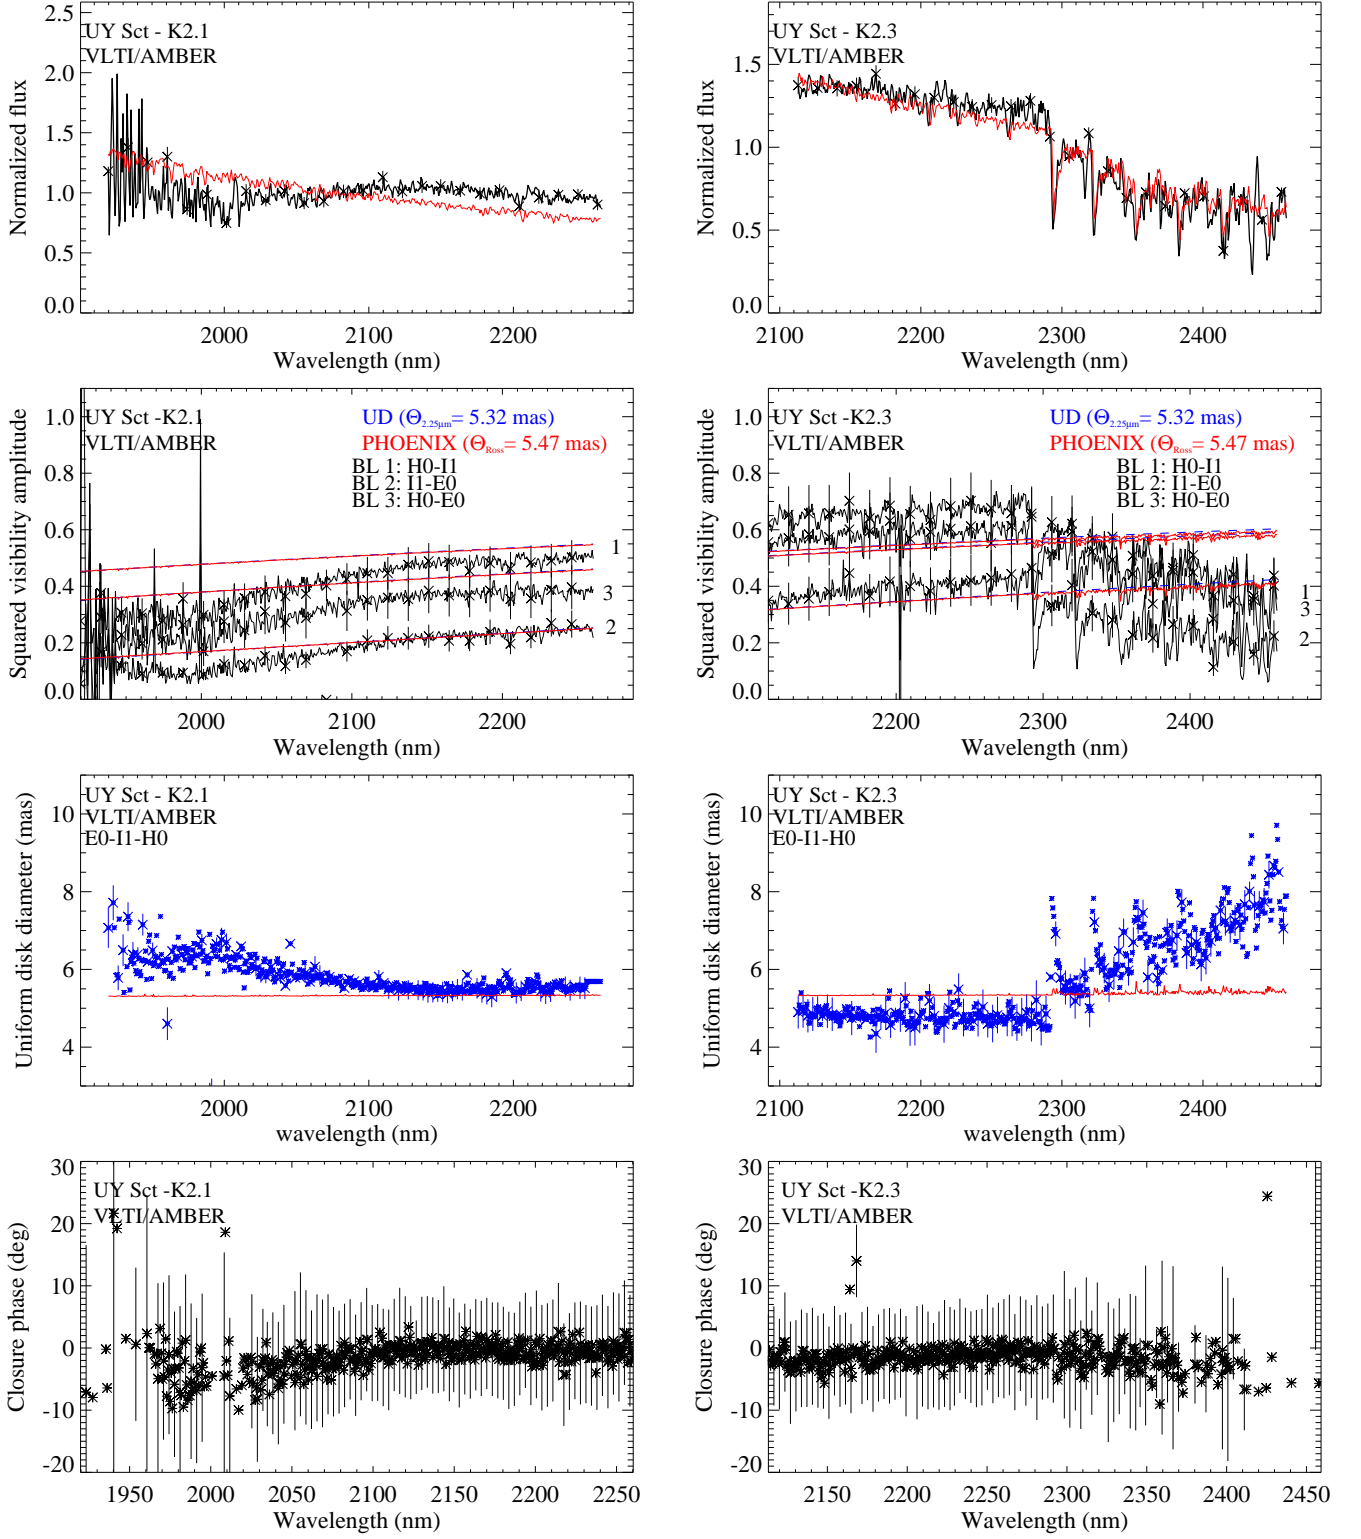 UY Sct - K2.1
VLTI/AMBER
2.5
2.0
1.5
1.0
0.5
0.0
Normalized flux
2000
2100
2200
Wavelength (nm)
UY Sct - K2.3
VLTI/AMBER
1.5
1.0
0.5
0.0
Normalized flux
2100
2200
2300
2400
Wavelength (nm)
UY Sct -K2.1
VLTI/AMBER
UD (Θ2.25μm= 5.32 mas)
PHOENIX (ΘRoss= 5.47 mas)
BL 1: H0-I1
BL 2: I1-E0
BL 3: H0-E0
1
3
2
1.0
0.8
0.6
0.4
0.2
0.0
Squared visibility amplitude
2000
2100
2200
Wavelength (nm)
UY Sct -K2.3
VLTI/AMBER
UD (Θ2.25μm= 5.32 mas)
PHOENIX (ΘRoss= 5.47 mas)
BL 1: H0-I1
BL 2: I1-E0
BL 3: H0-E0
1
3
2
1.0
0.8
0.6
0.4
0.2
0.0
Squared visibility amplitude
2200
2300
2400
Wavelength (nm)
UY Sct - K2.1
VLTI/AMBER
E0-I1-H0
10
8
6
4
Uniform disk diameter (mas)
2000
2100
2200
wavelength (nm)
UY Sct - K2.3
VLTI/AMBER
E0-I1-H0
10
8
6
4
Uniform disk diameter (mas)
2100
2200
2300
2400
wavelength (nm)
UY Sct -K2.1
VLTI/AMBER
30
20
10
0
-10
-20
Closure phase (deg)
1950
2000
2050
2100
2150
2200
2250
Wavelength (nm)
UY Sct -K2.3
VLTI/AMBER
30
20
10
0
-10
-20
Closure phase (deg)
2150
2200
2250
2300
2350
2400
2450
Wavelength (nm)